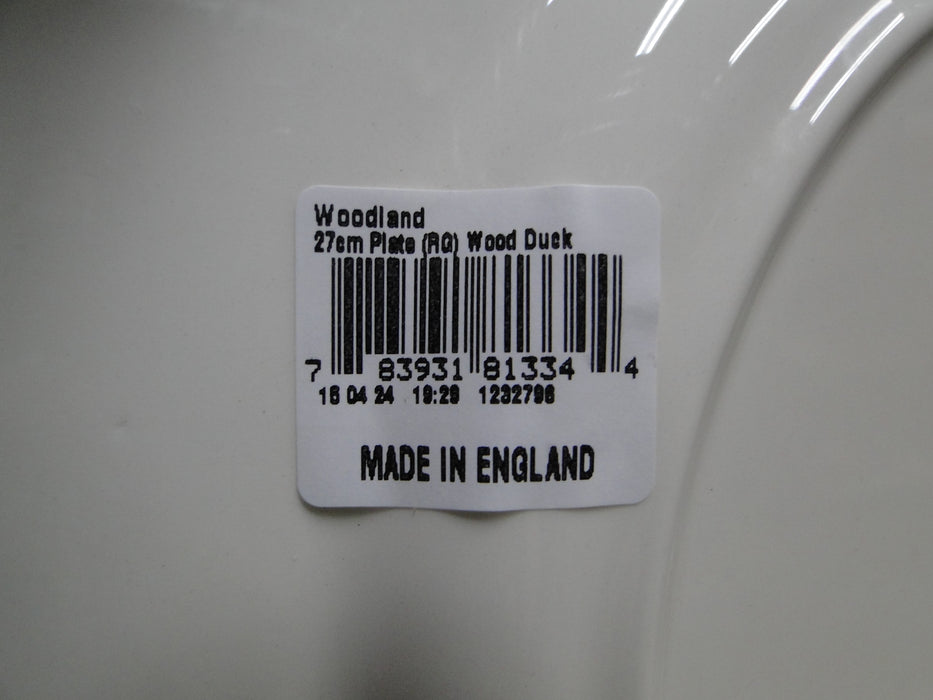 Woodland
27cm Plate (RG) Wood Duck
7 83931 81334 4
16 04 24 19:29 1232796
MADE IN ENGLAND